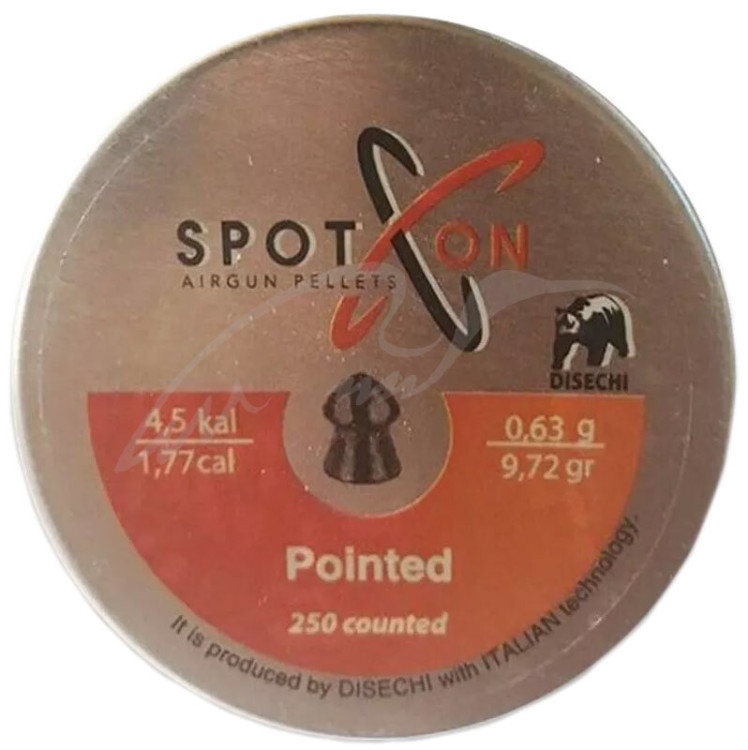 SPOT ON
AIRGUN PELLETS
DISECHI
4,5 kal
1,77cal
0,63 g
9,72 gr
Pointed
250 counted
It is produced by DISECHI with ITALIAN technology.